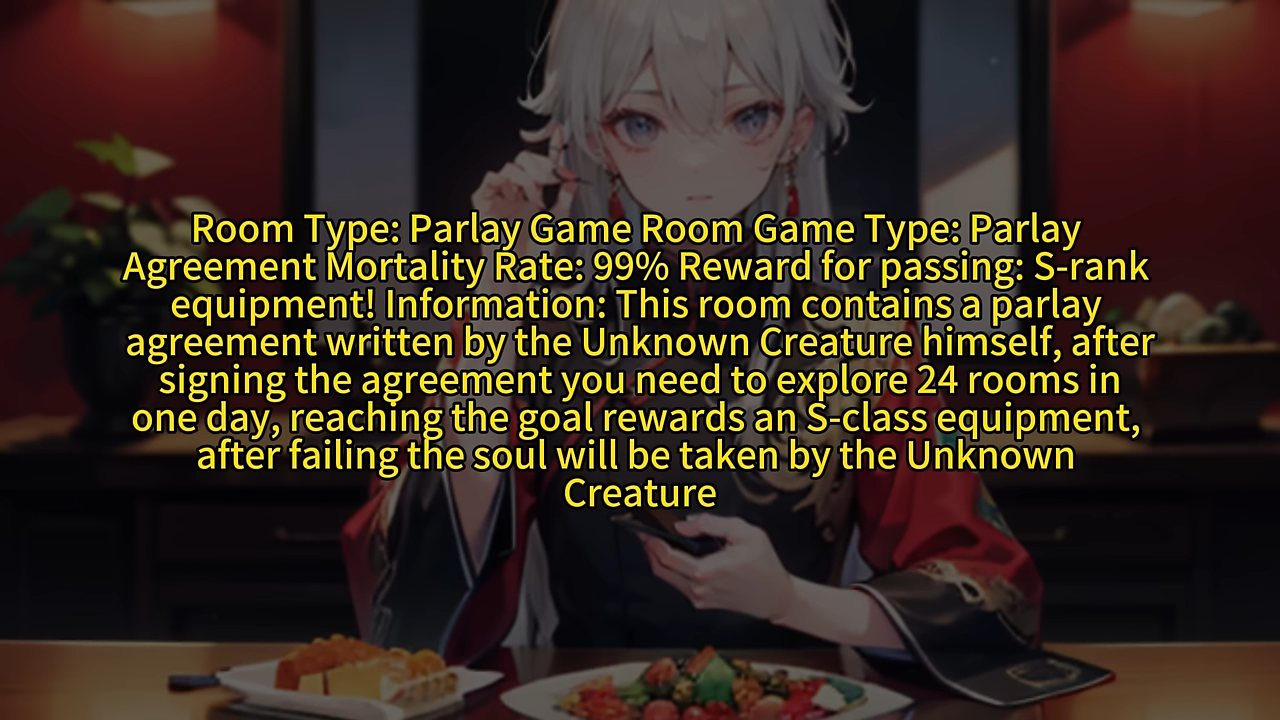 Room Type: Parlay Game Room Game Type: Parlay
Agreement Mortality Rate: 99% Reward for passing: S-rank
equipment! Information: This room contains a parlay
agreement written by the Unknown Creature himself, after
signing the agreement you need to explore 24 rooms in
one day, reaching the goal rewards an S-class equipment,
after failing the soul will be taken by the Unknown
Creature